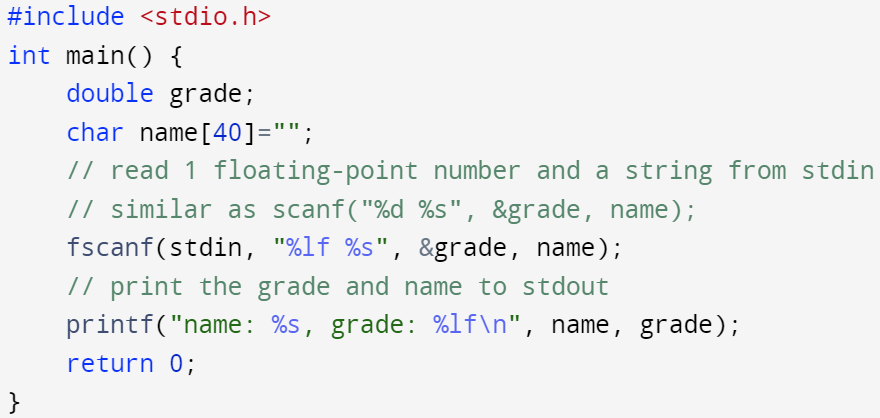 #include <stdio.h>
int main() {
    double grade;
    char name[40]="";
    // read 1 floating-point number and a string from stdin
    // similar as scanf("%d %s", &grade, name);
    fscanf(stdin, "%lf %s", &grade, name);
    // print the grade and name to stdout
    printf("name: %s, grade: %lf\n", name, grade);
    return 0;
}